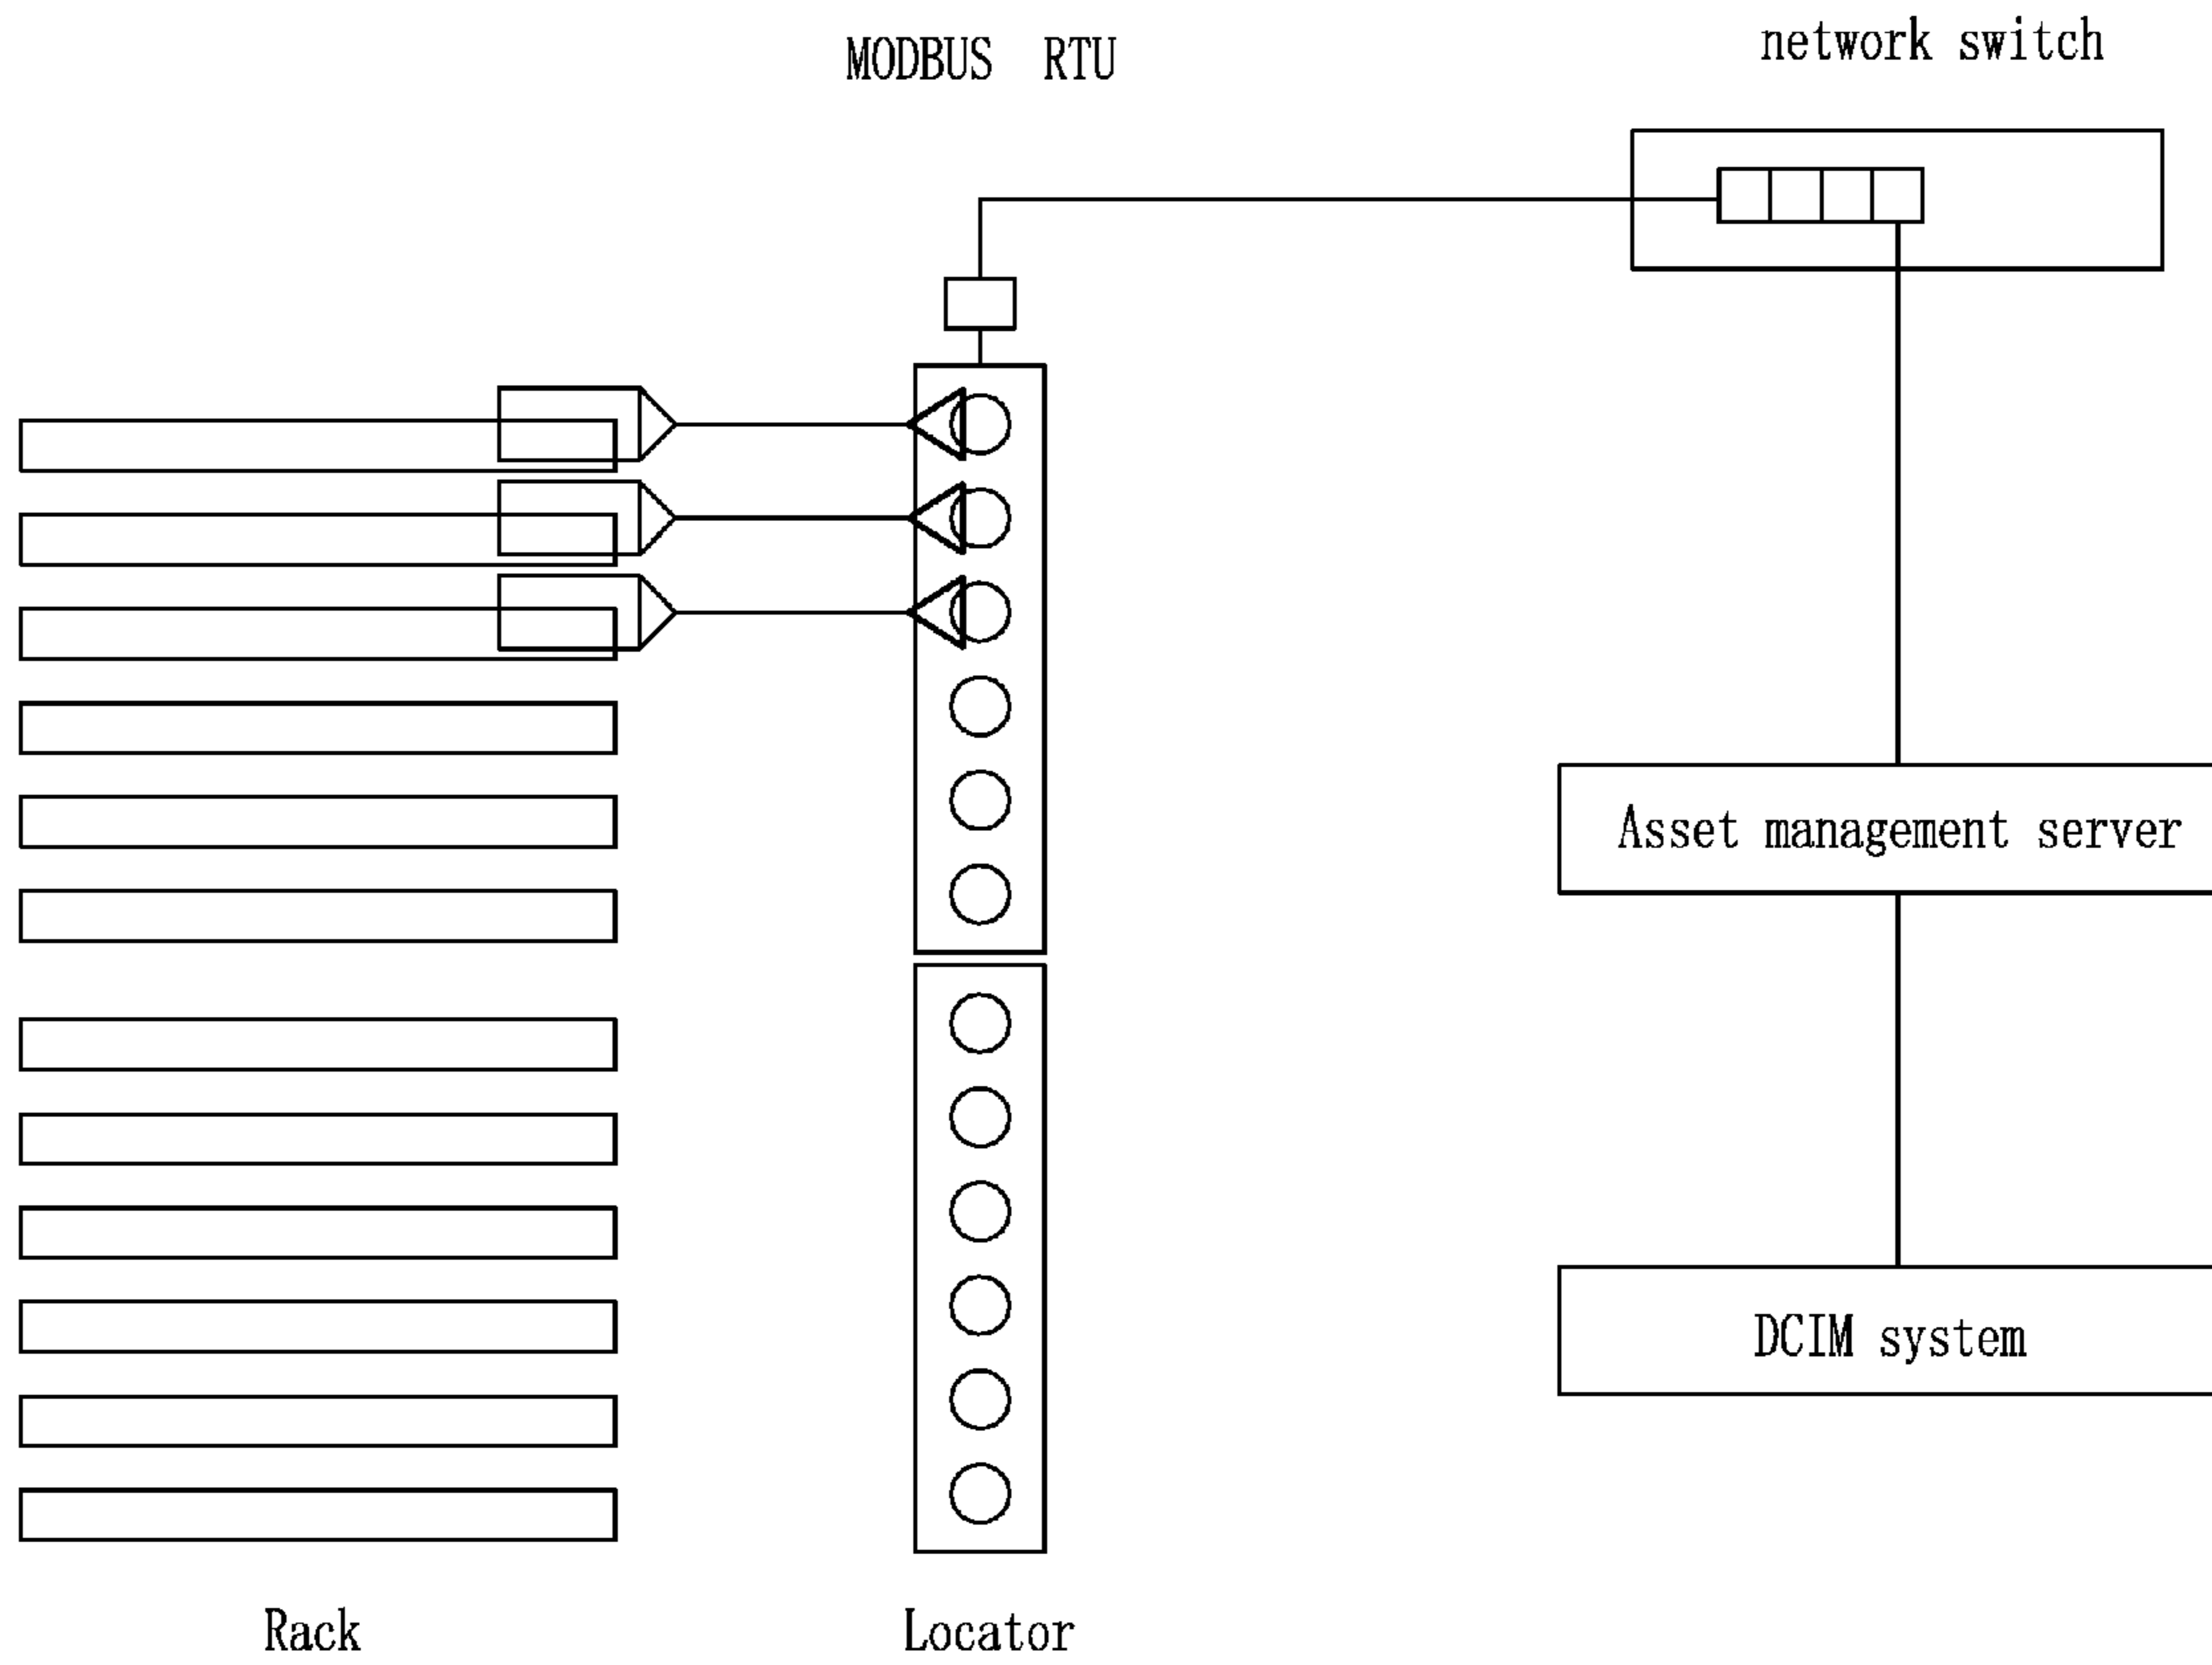 MODBUS RTU
network switch
Asset management server
DCIM system
Rack
Locator